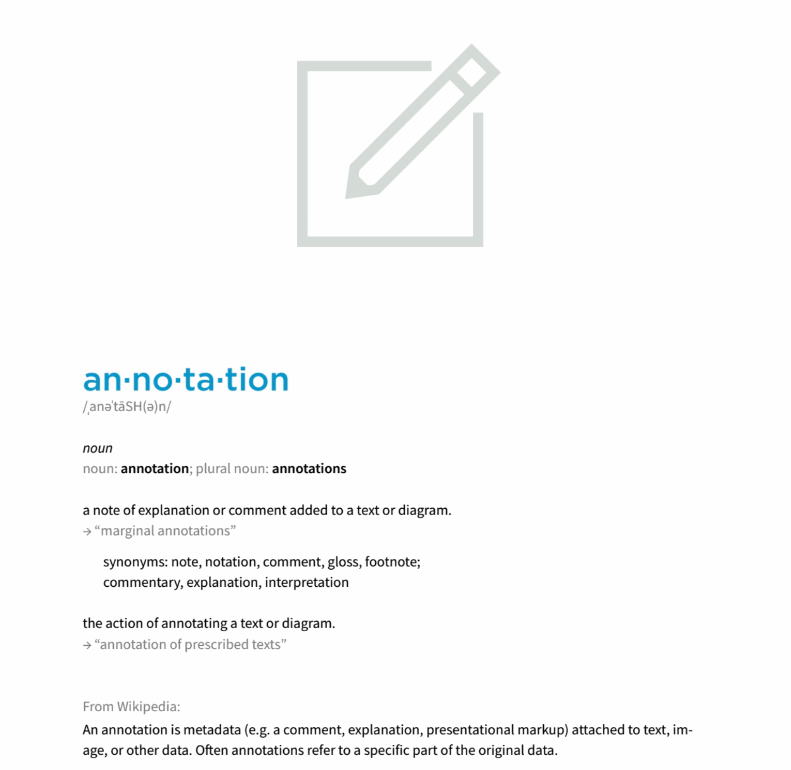 an·no·ta·tion
/ˌanəˈtāSH(ə)n/
noun
noun: annotation; plural noun: annotations
a note of explanation or comment added to a text or diagram.
→ “marginal annotations”
synonyms: note, notation, comment, gloss, footnote;
commentary, explanation, interpretation
the action of annotating a text or diagram.
→ “annotation of prescribed texts”
From Wikipedia:
An annotation is metadata (e.g. a comment, explanation, presentational markup) attached to text, im-
age, or other data. Often annotations refer to a specific part of the original data.